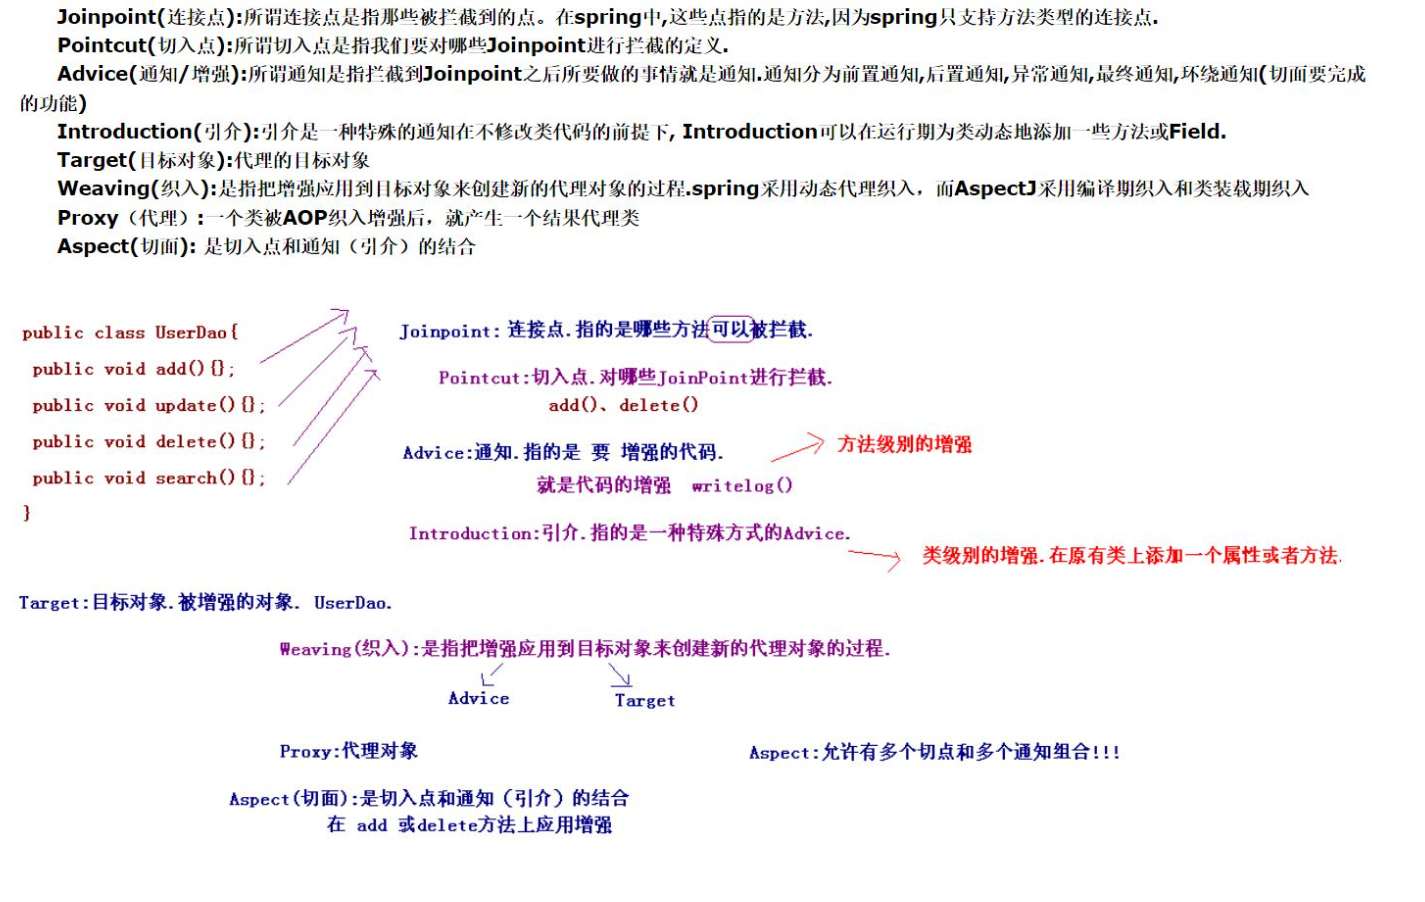 Joinpoint(连接点):所谓连接点是指那些被拦截到的点。在spring中,这些点指的是方法,因为spring只支持方法类型的连接点.
Pointcut(切入点):所谓切入点是指我们要对哪些Joinpoint进行拦截的定义.
Advice(通知/增强):所谓通知是指拦截到Joinpoint之后所要做的事情就是通知.通知分为前置通知,后置通知,异常通知,最终通知,环绕通知(切面要完成
的功能)
Introduction(引介):引介是一种特殊的通知在不修改类代码的前提下, Introduction可以在运行期为类动态地添加一些方法或Field.
Target(目标对象):代理的目标对象
Weaving(织入):是指把增强应用到目标对象来创建新的代理对象的过程.spring采用动态代理织入，而AspectJ采用编译期织入和类装载期织入
Proxy（代理）:一个类被AOP织入增强后，就产生一个结果代理类
Aspect(切面): 是切入点和通知（引介）的结合
public class UserDao{
public void add(){};
public void update(){};
public void delete(){};
public void search(){};
}
Joinpoint: 连接点.指的是哪些方法可以被拦截.
Pointcut:切入点.对哪些JoinPoint进行拦截.
add()、delete()
Advice:通知.指的是 要 增强的代码.
方法级别的增强
就是代码的增强 writelog()
Introduction:引介.指的是一种特殊方式的Advice.
类级别的增强.在原有类上添加一个属性或者方法.
Target:目标对象.被增强的对象. UserDao.
Weaving(织入):是指把增强应用到目标对象来创建新的代理对象的过程.
Advice
Target
Proxy:代理对象
Aspect:允许有多个切点和多个通知组合!!!
Aspect(切面):是切入点和通知（引介）的结合
在 add 或delete方法上应用增强